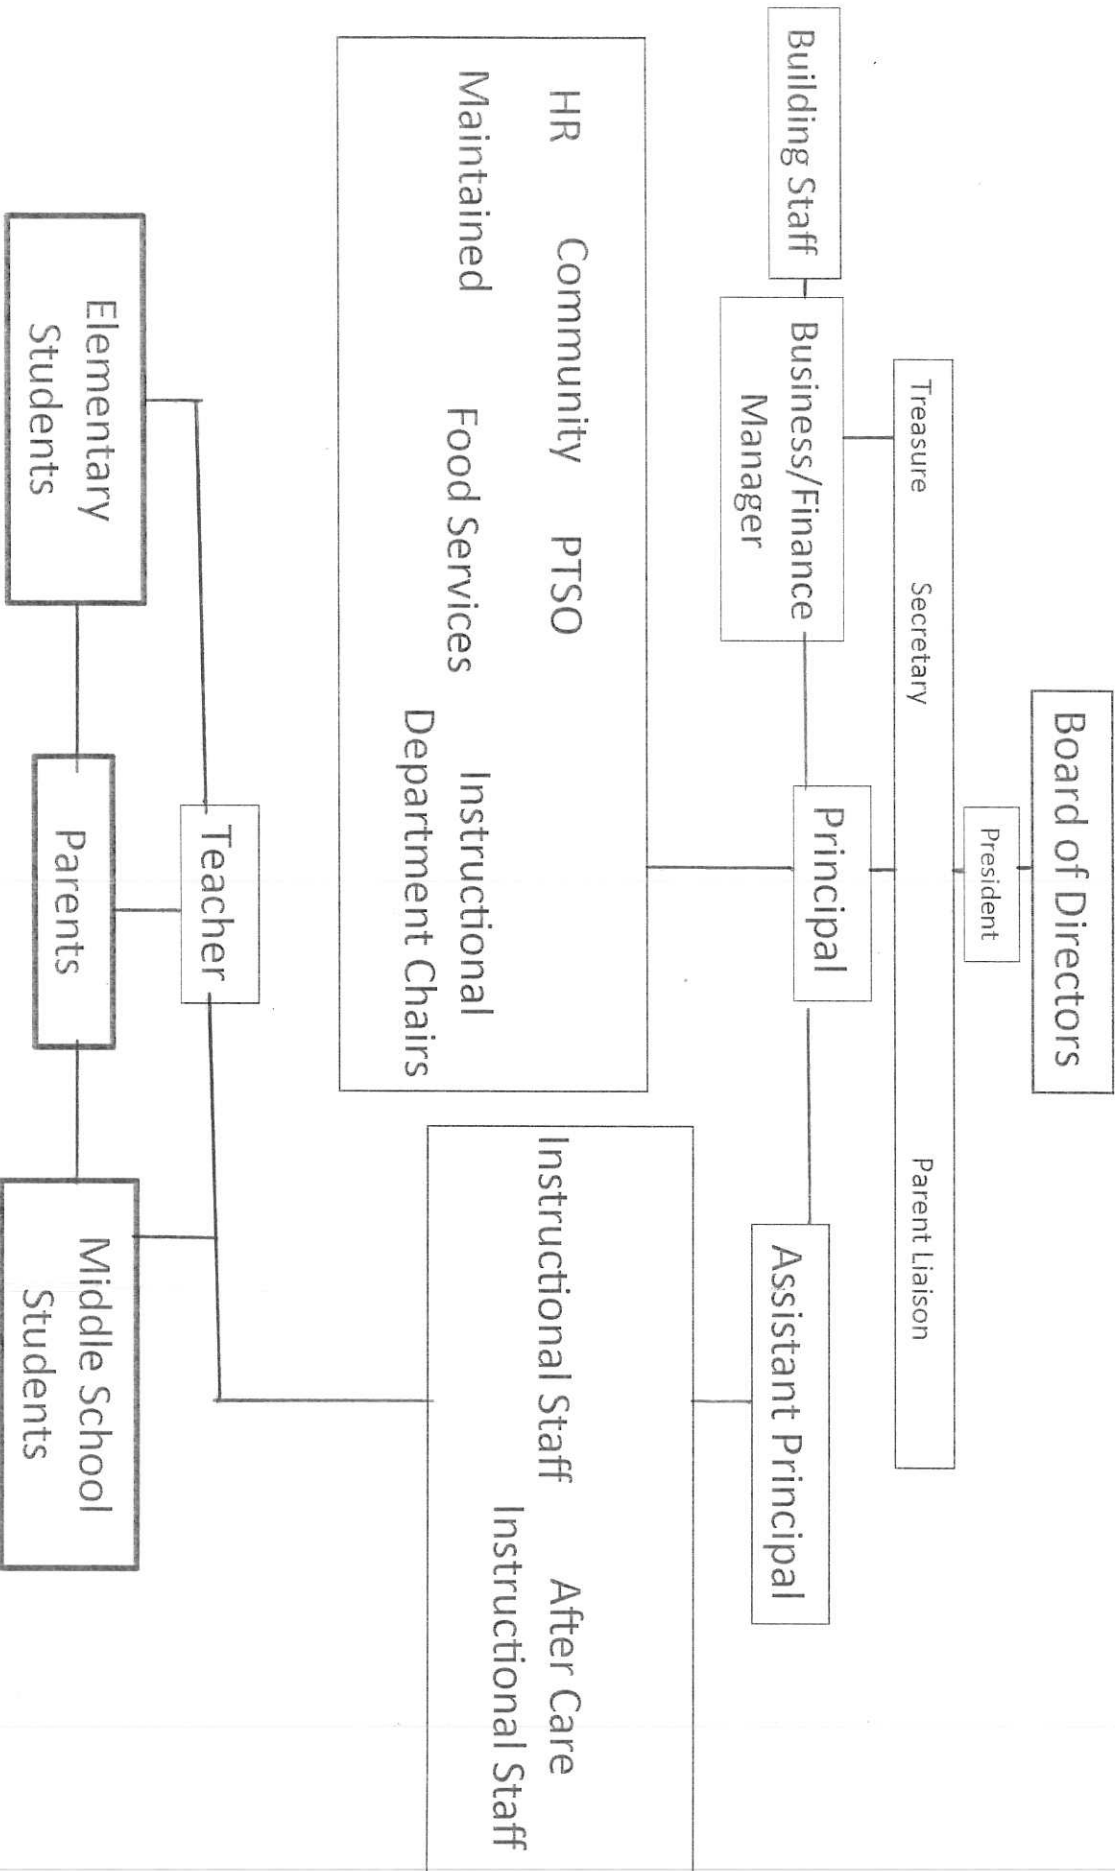 Board of Directors
President
Treasure Secretary Parent Liaison
Building Staff
Business/Finance
Manager
Principal
Assistant Principal
HR Community PTSO
Maintained Food Services Instructional
Department Chairs
Instructional Staff After Care
Instructional Staff
Teacher
Elementary
Students
Parents
Middle School
Students